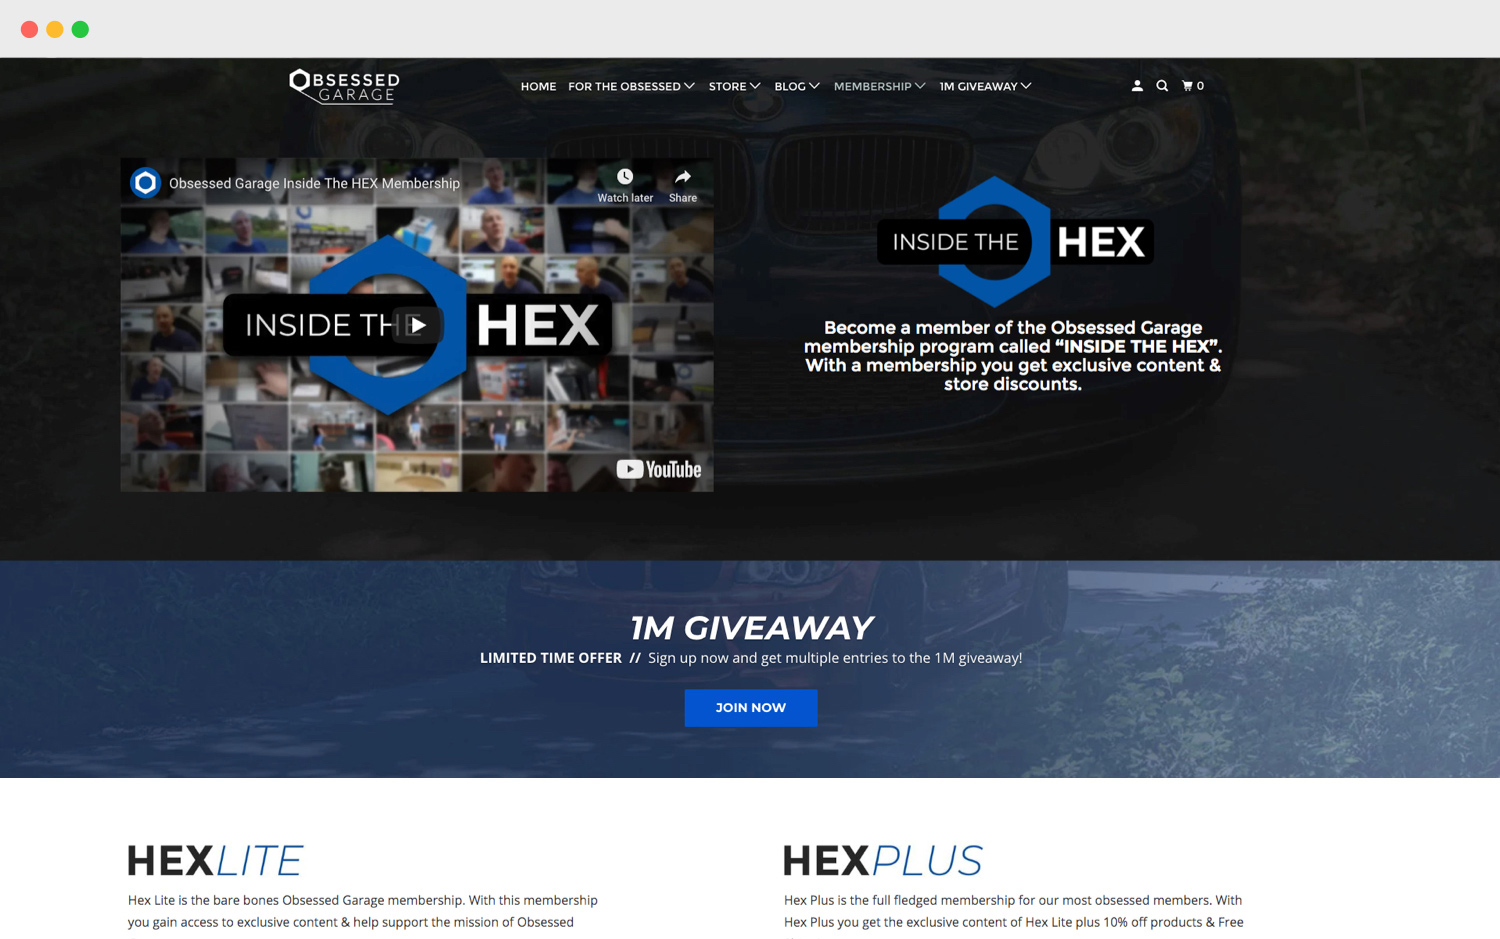 OBSESSED
GARAGE
HOME FOR THE OBSESSED STORE BLOG MEMBERSHIP 1M GIVEAWAY 0
Obsessed Garage Inside The HEX Membership
Watch later Share
INSIDE THE HEX
YouTube
INSIDE THE HEX
Become a member of the Obsessed Garage
membership program called “INSIDE THE HEX”.
With a membership you get exclusive content &
store discounts.
1M GIVEAWAY
LIMITED TIME OFFER // Sign up now and get multiple entries to the 1M giveaway!
JOIN NOW
HEXLITE
Hex Lite is the bare bones Obsessed Garage membership. With this membership
you gain access to exclusive content & help support the mission of Obsessed
HEXPLUS
Hex Plus is the full fledged membership for our most obsessed members. With
Hex Plus you get the exclusive content of Hex Lite plus 10% off products & Free